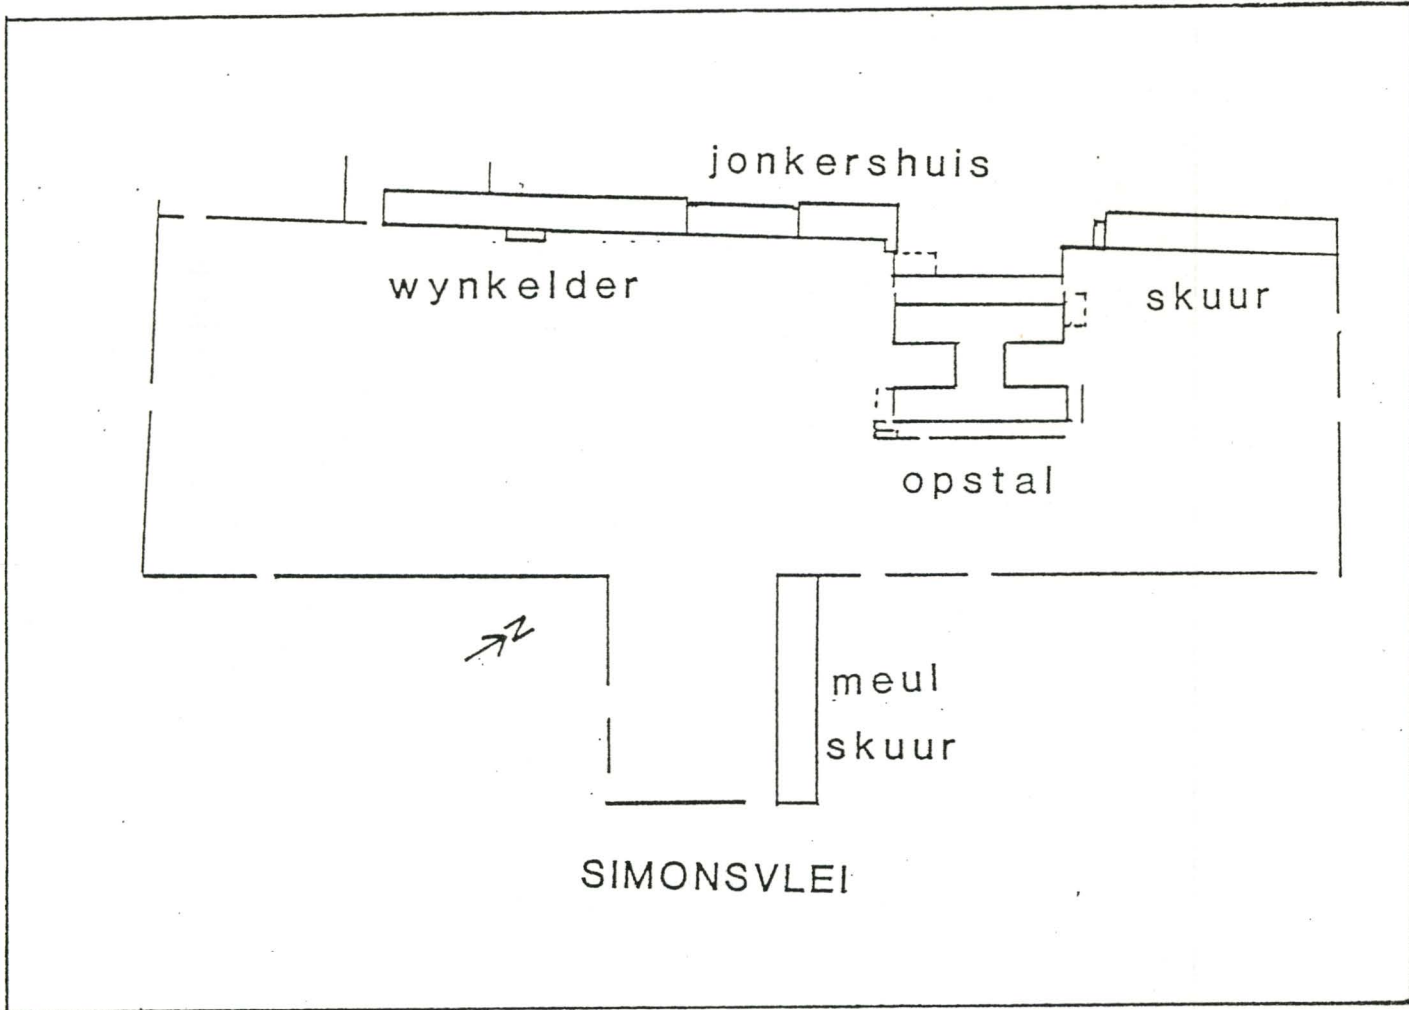 jonkershuis
wynkelder
skuur
opstal
N
meul
skuur
SIMONSVLEI